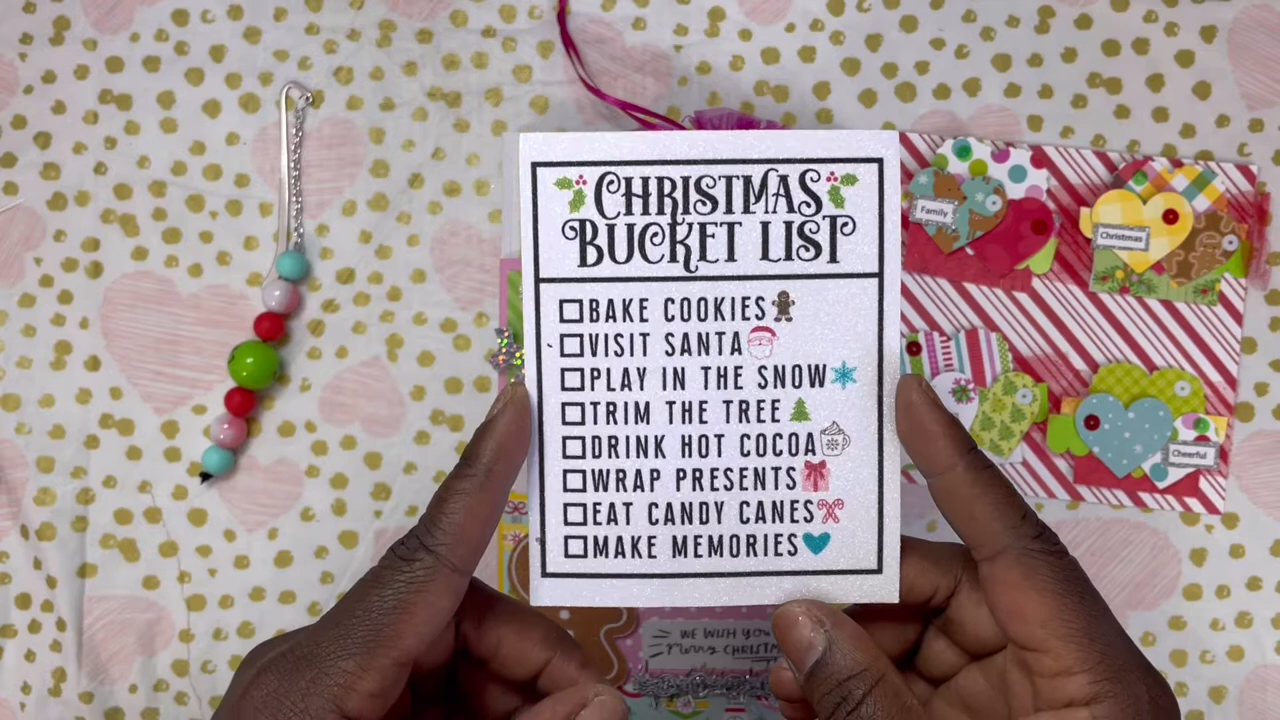 CHRISTMAS
BUCKET LIST
BAKE COOKIES
VISIT SANTA
PLAY IN THE SNOW
TRIM THE TREE
DRINK HOT COCOA
WRAP PRESENTS
EAT CANDY CANES
MAKE MEMORIES
Family
Christmas
Cheerful
WE WISH YOU
Merry CHRISTM